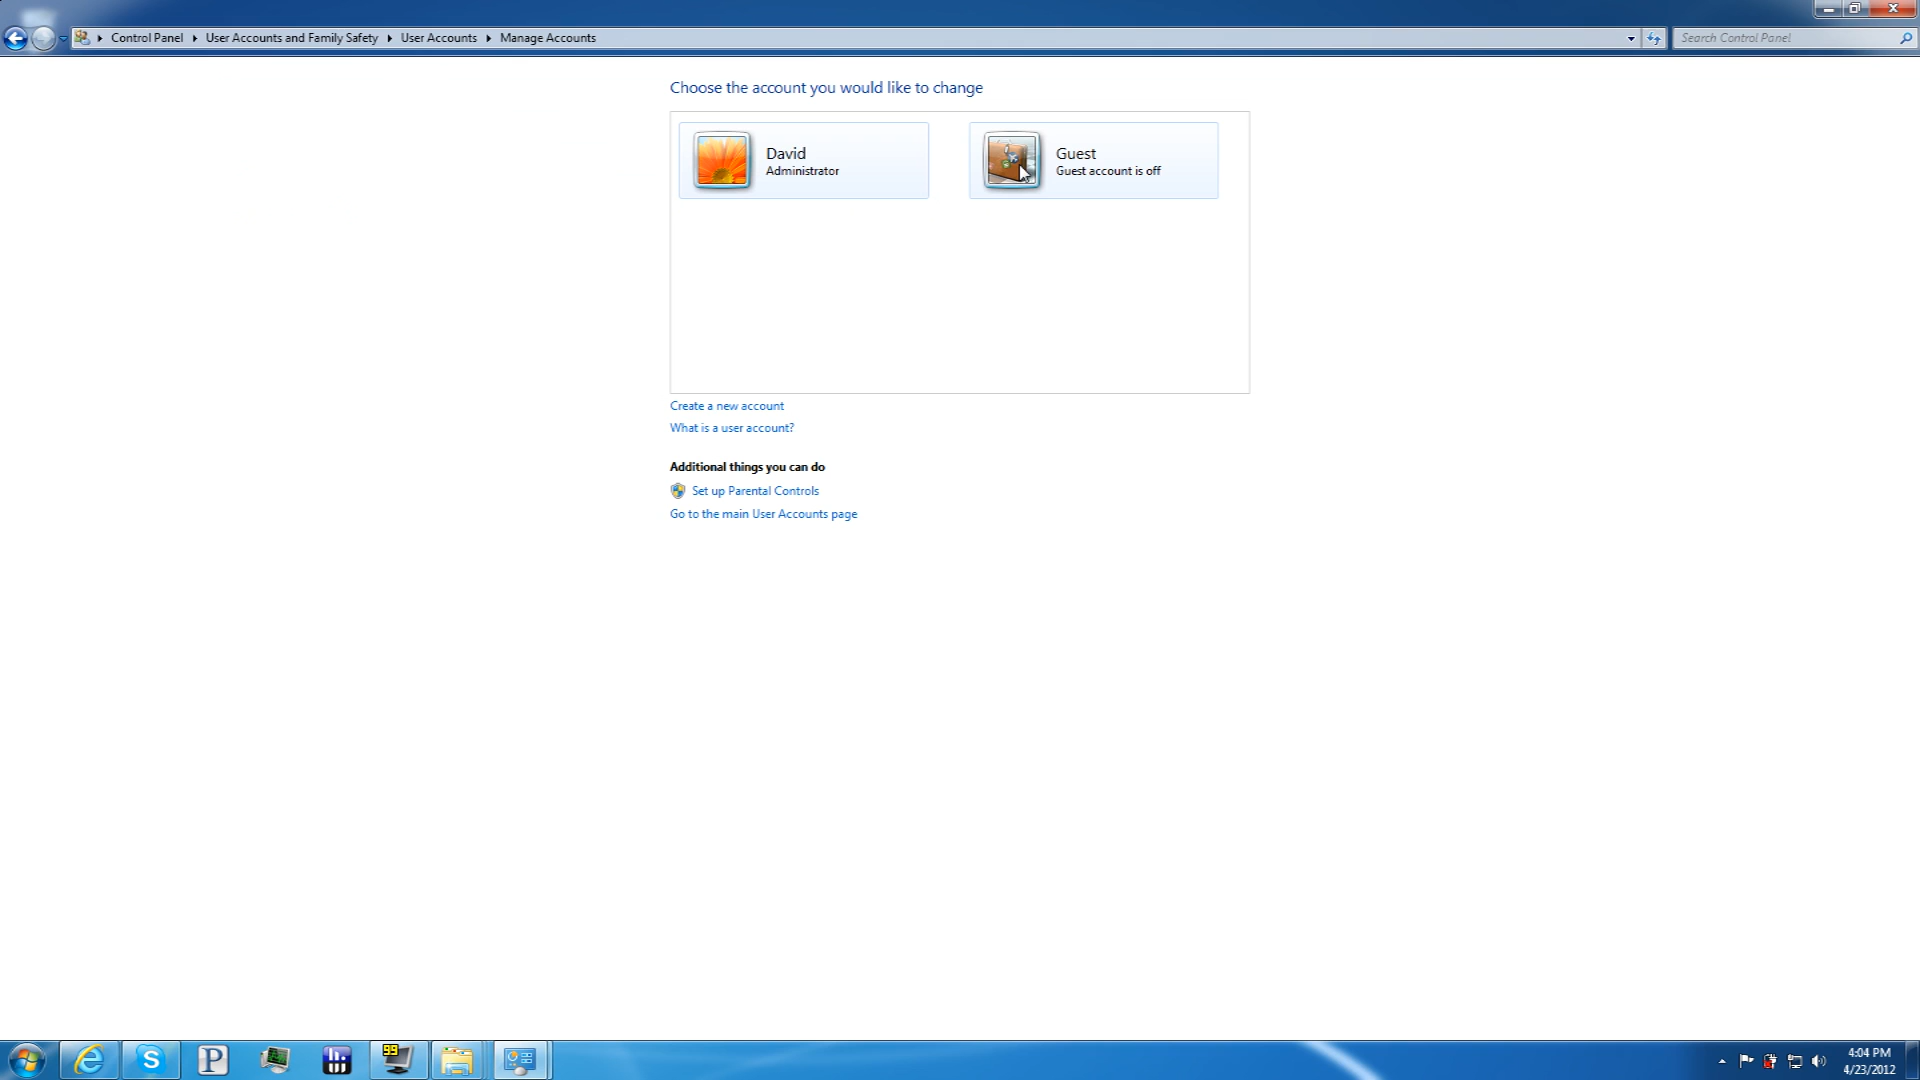 Control Panel
User Accounts and Family Safety
User Accounts
Manage Accounts
Search Control Panel
Choose the account you would like to change
David
Administrator
Guest
Guest account is off
Create a new account
What is a user account?
Additional things you can do
Set up Parental Controls
Go to the main User Accounts page
S
P
99
4:04 PM
4/23/2012